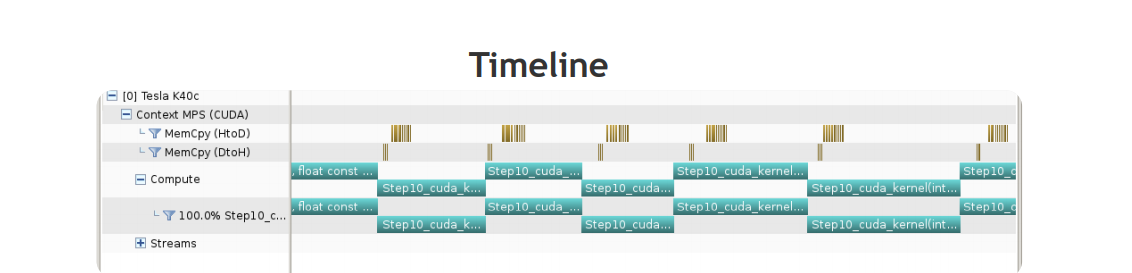 Timeline
[0] Tesla K40c
Context MPS (CUDA)
MemCpy (HtoD)
MemCpy (DtoH)
, float const ... Step10_cuda_... Step10_cuda_kernel... Step10_c
Compute
Step10_cuda_k... Step10_cuda... Step10_cuda_kernel(int...
, float const ... Step10_cuda_... Step10_cuda_kernel... Step10_c
100.0% Step10_c...
Step10_cuda_k... Step10_cuda... Step10_cuda_kernel(int...
Streams